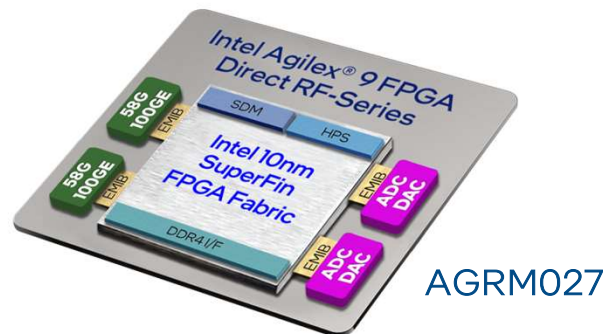 Intel Agilex® 9 FPGA
Direct RF-Series
58G
100GE
EMIB
SDM
HPS
Intel 10nm
SuperFin
FPGA Fabric
58G
100GE
EMIB
EMIB
ADC
DAC
DDR4 I/F
EMIB
ADC
DAC
AGRM027